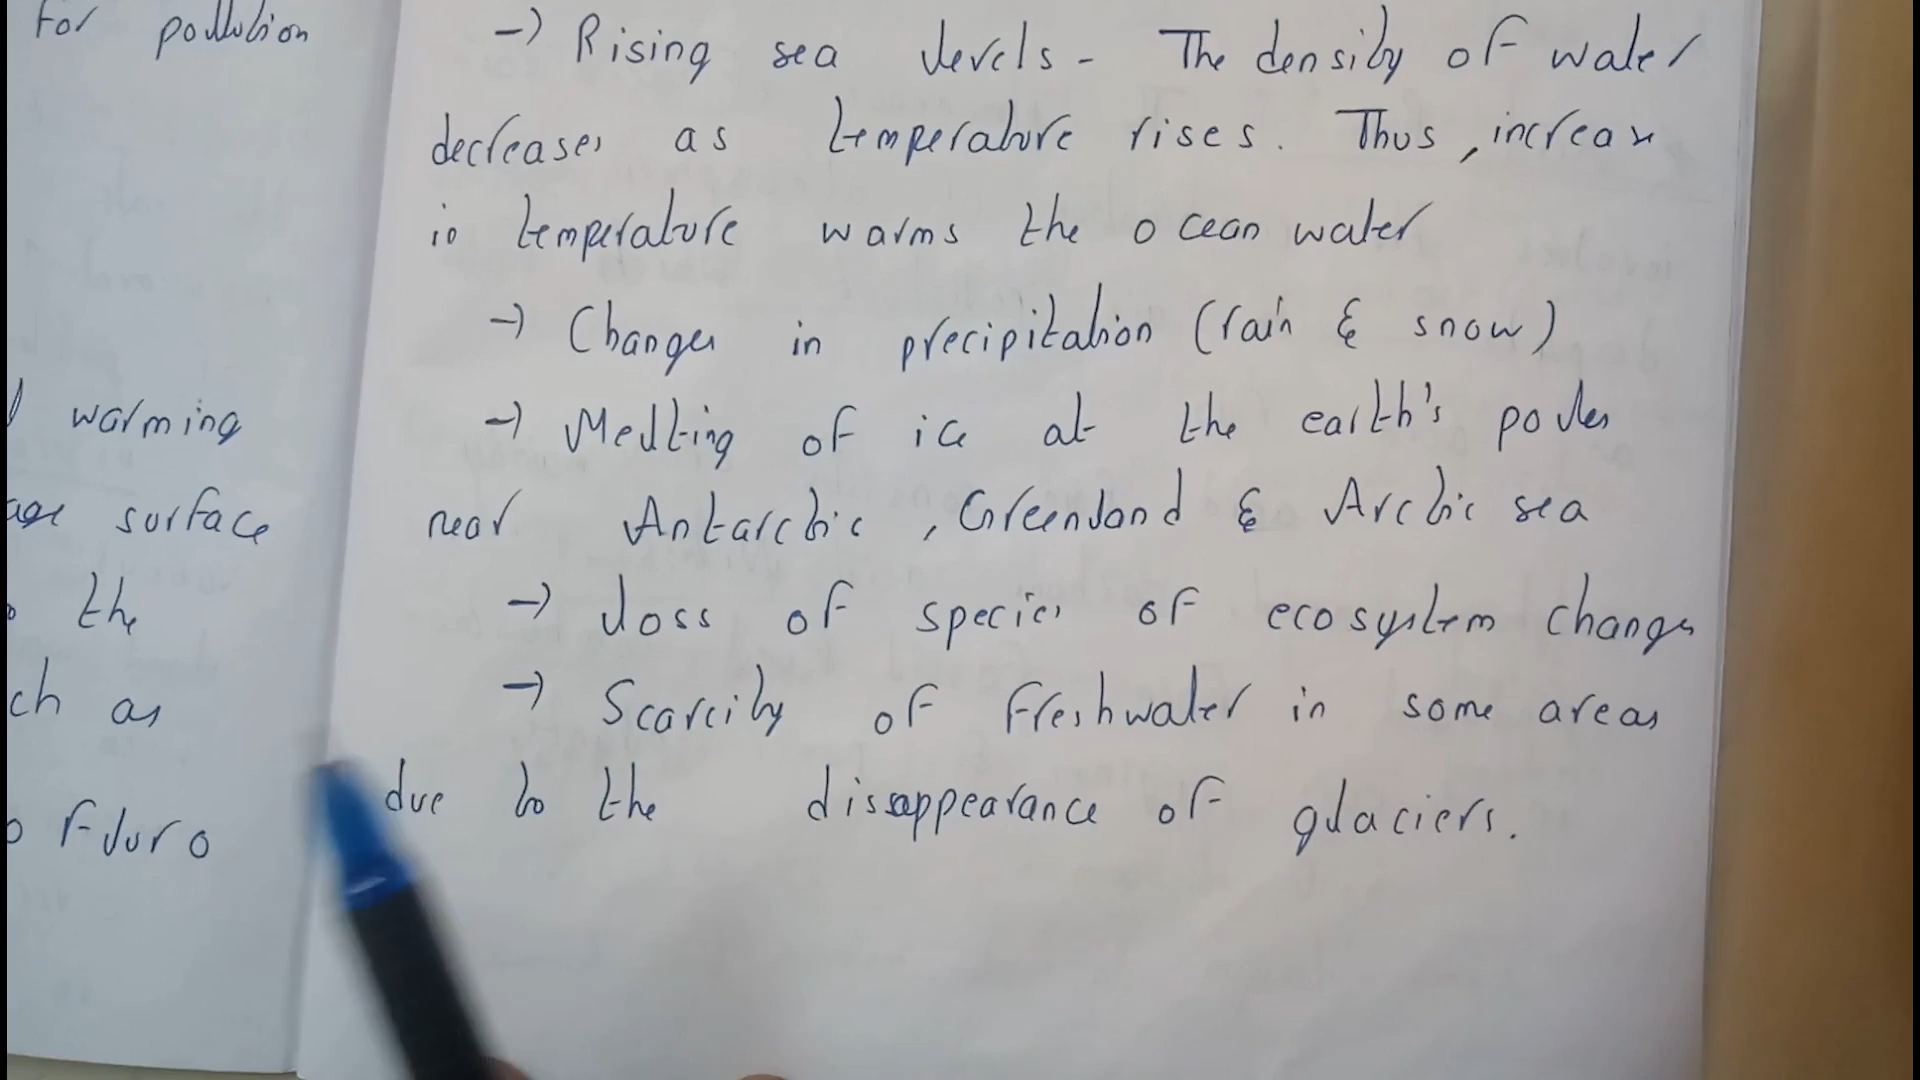 For pollution
warming
surface
the
ch as
Fluro
→ Rising sea levels - The density of water
decreases as temperature rises. Thus, increase
in temperature warms the ocean water
→ Changes in precipitation (rain & snow)
→ Melting of ice at the earth's poles
near Antarctic, Greenland & Arctic sea
→ Loss of species of ecosystem changes
→ Scarcity of freshwater in some areas
due to the disappearance of glaciers.